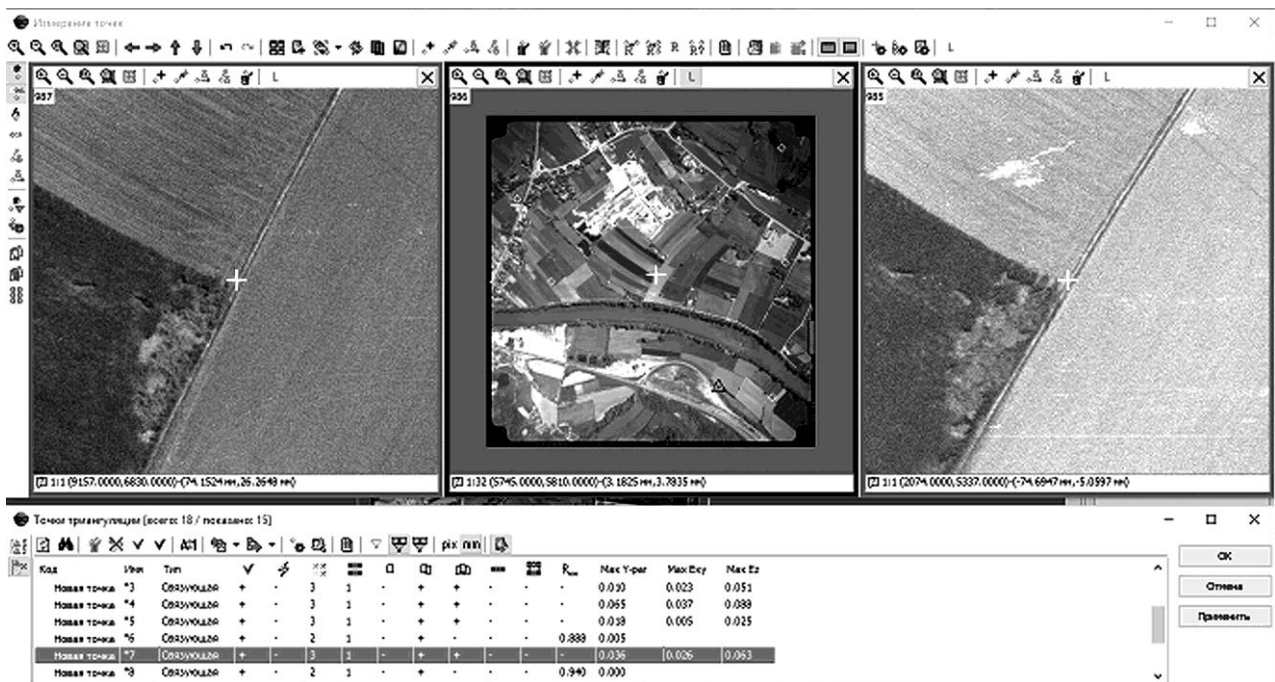 Измерение точек
L
L
L
L
987
986
985
1:1 (9157.0000,6830.0000)-(74.1524 мм,26.2648 мм)
1:32 (5745.0000,5810.0000)-(3.1825 мм,3.7835 мм)
1:1 (2074.0000,5337.0000)-(-74.6947 мм,-5.0597 мм)
Точки триангуляции [всего: 18 / показано: 15]
pix mm
Код Имя Тип Max Y-par Max Exy Max Ez
Новая точка *3 Связующая + - 3 1 - + + - - - 0.010 0.023 0.051
Новая точка *4 Связующая + - 3 1 - + + - - - 0.065 0.037 0.088
Новая точка *5 Связующая + - 3 1 - + + - - - 0.018 0.005 0.025
Новая точка *6 Связующая + - 2 1 - + - - - 0.888 0.005
Новая точка *7 Связующая + - 3 1 - + + - - - 0.036 0.026 0.063
Новая точка *8 Связующая + - 2 1 - + - - - 0.940 0.000
OK
Отмена
Применить